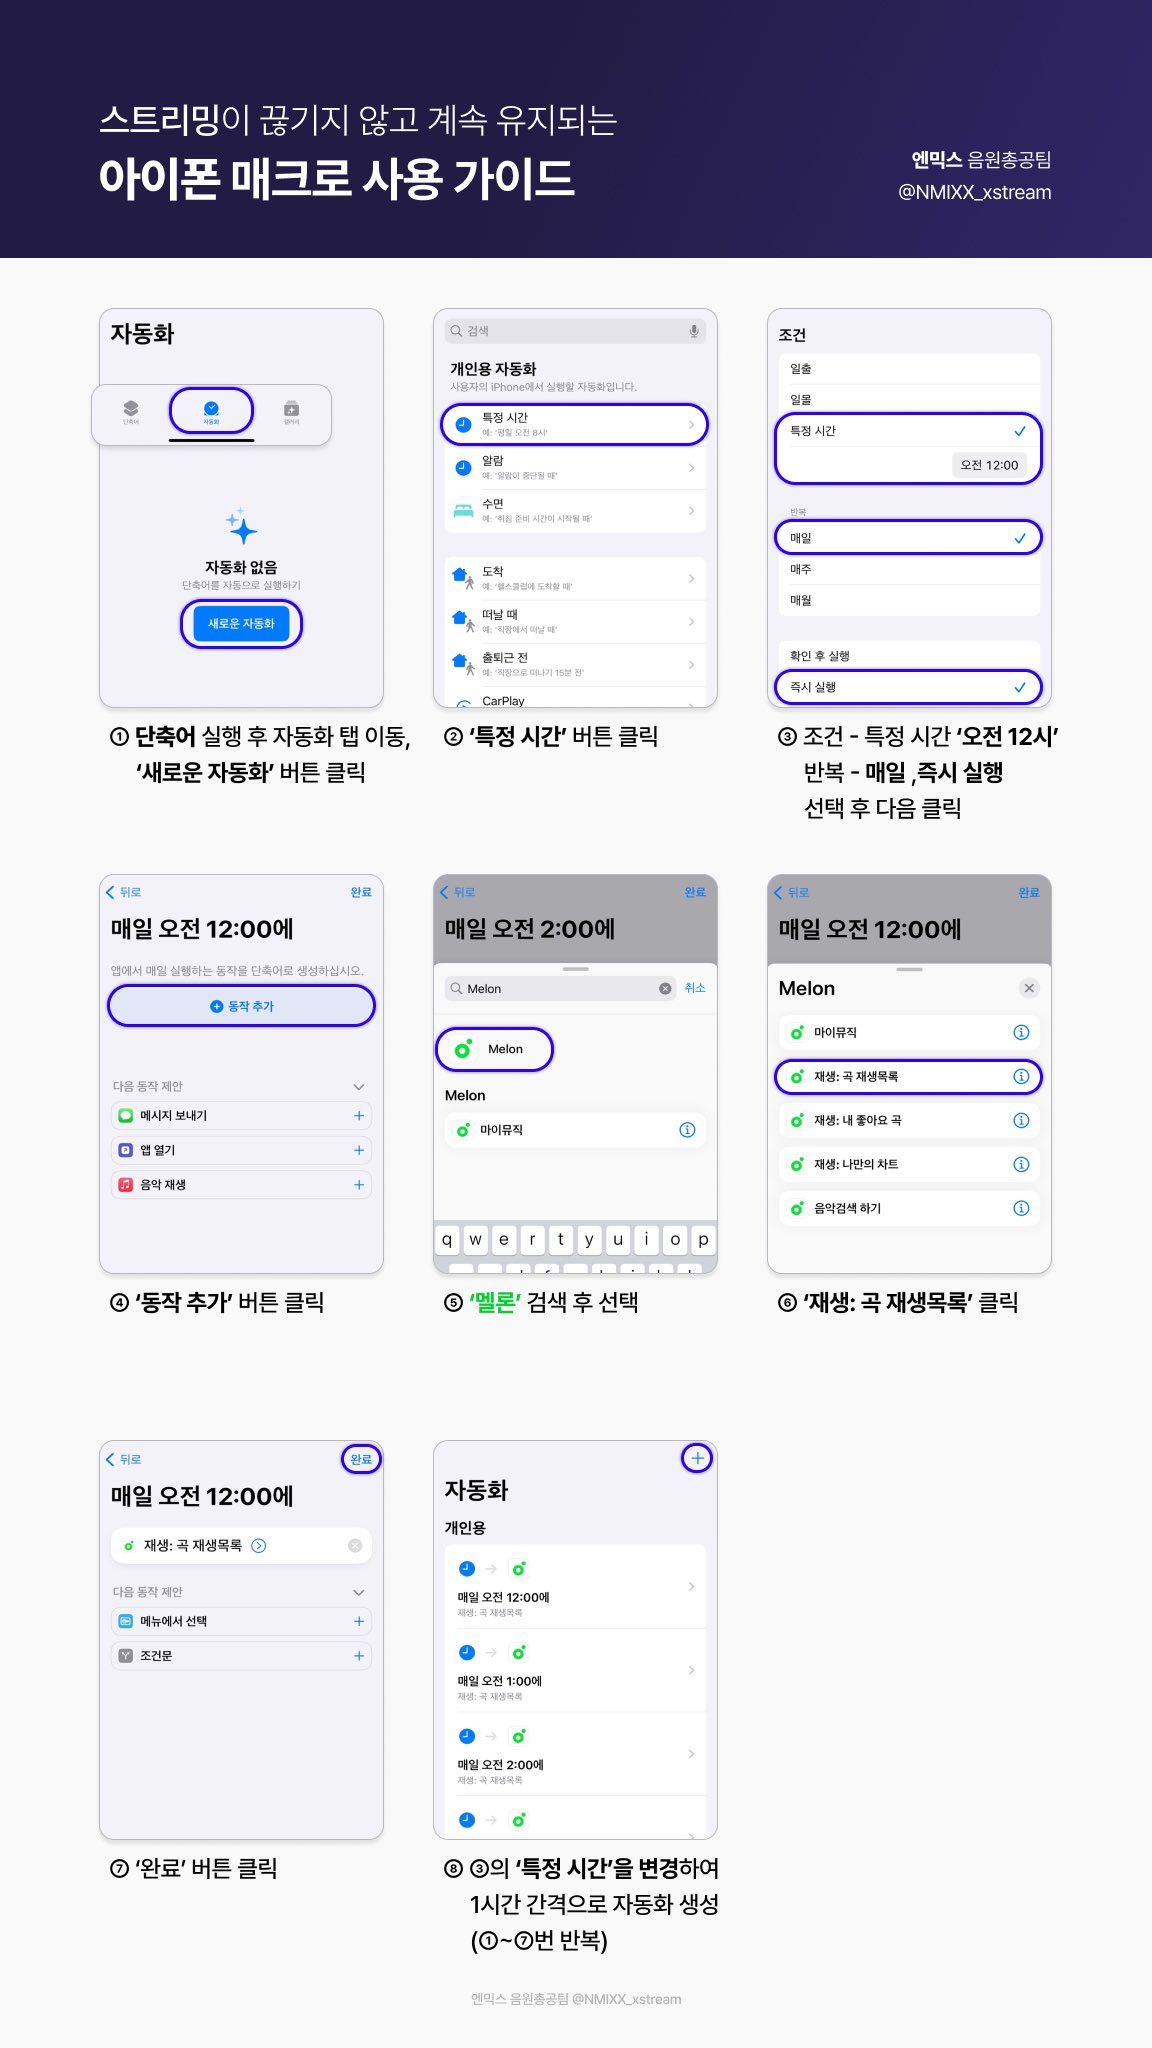 스트리밍이 끊기지 않고 계속 유지되는
아이폰 매크로 사용 가이드
엔믹스 음원총공팀
@NMIXX_xstream
자동화
단축어
자동화
갤러리
자동화 없음
단축어를 자동으로 실행하기
새로운 자동화
① 단축어 실행 후 자동화 탭 이동,
‘새로운 자동화’ 버튼 클릭
검색
개인용 자동화
사용자의 iPhone에서 실행할 자동화입니다.
특정 시간
예: ‘평일 오전 8시’
알람
예: ‘알람이 중단될 때’
수면
예: ‘취침 준비 시간이 시작될 때’
도착
예: ‘헬스클럽에 도착할 때’
떠날 때
예: ‘직장에서 떠날 때’
출퇴근 전
예: ‘직장으로 떠나기 15분 전’
CarPlay
② ‘특정 시간’ 버튼 클릭
조건
일출
일몰
특정 시간
오전 12:00
반복
매일
매주
매월
확인 후 실행
즉시 실행
③ 조건 - 특정 시간 ‘오전 12시’
반복 - 매일 ,즉시 실행
선택 후 다음 클릭
뒤로
완료
매일 오전 12:00에
앱에서 매일 실행하는 동작을 단축어로 생성하십시오.
동작 추가
다음 동작 제안
메시지 보내기
앱 열기
음악 재생
④ ‘동작 추가’ 버튼 클릭
뒤로
완료
매일 오전 2:00에
Melon
취소
Melon
Melon
마이뮤직
q w e r t y u i o p
⑤ ‘멜론’ 검색 후 선택
뒤로
완료
매일 오전 12:00에
Melon
마이뮤직
재생: 곡 재생목록
재생: 내 좋아요 곡
재생: 나만의 차트
음악검색 하기
⑥ ‘재생: 곡 재생목록’ 클릭
뒤로
완료
매일 오전 12:00에
재생: 곡 재생목록
다음 동작 제안
메뉴에서 선택
조건문
⑦ ‘완료’ 버튼 클릭
자동화
개인용
매일 오전 12:00에
재생: 곡 재생목록
매일 오전 1:00에
재생: 곡 재생목록
매일 오전 2:00에
재생: 곡 재생목록
⑧ ③의 ‘특정 시간’을 변경하여
1시간 간격으로 자동화 생성
(①~⑦번 반복)
엔믹스 음원총공팀 @NMIXX_xstream